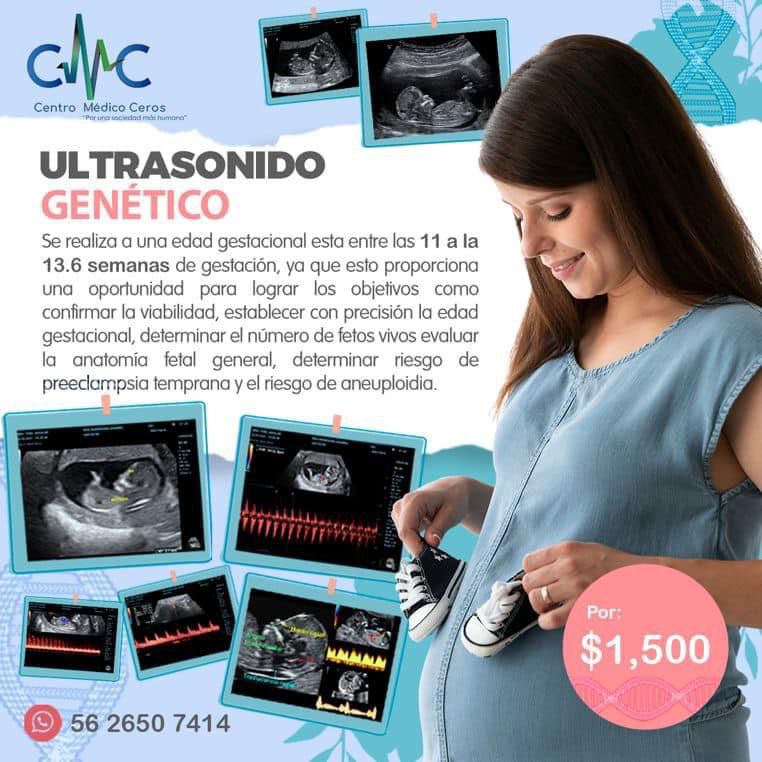 CMC
Centro Médico Ceros
"Por una sociedad más humana"
ULTRASONIDO
GENÉTICO
Se realiza a una edad gestacional esta entre las 11 a la
13.6 semanas de gestación, ya que esto proporciona
una oportunidad para lograr los objetivos como
confirmar la viabilidad, establecer con precisión la edad
gestacional, determinar el número de fetos vivos evaluar
la anatomía fetal general, determinar riesgo de
preeclampsia temprana y el riesgo de aneuploidia.
Por:
$1,500
56 2650 7414